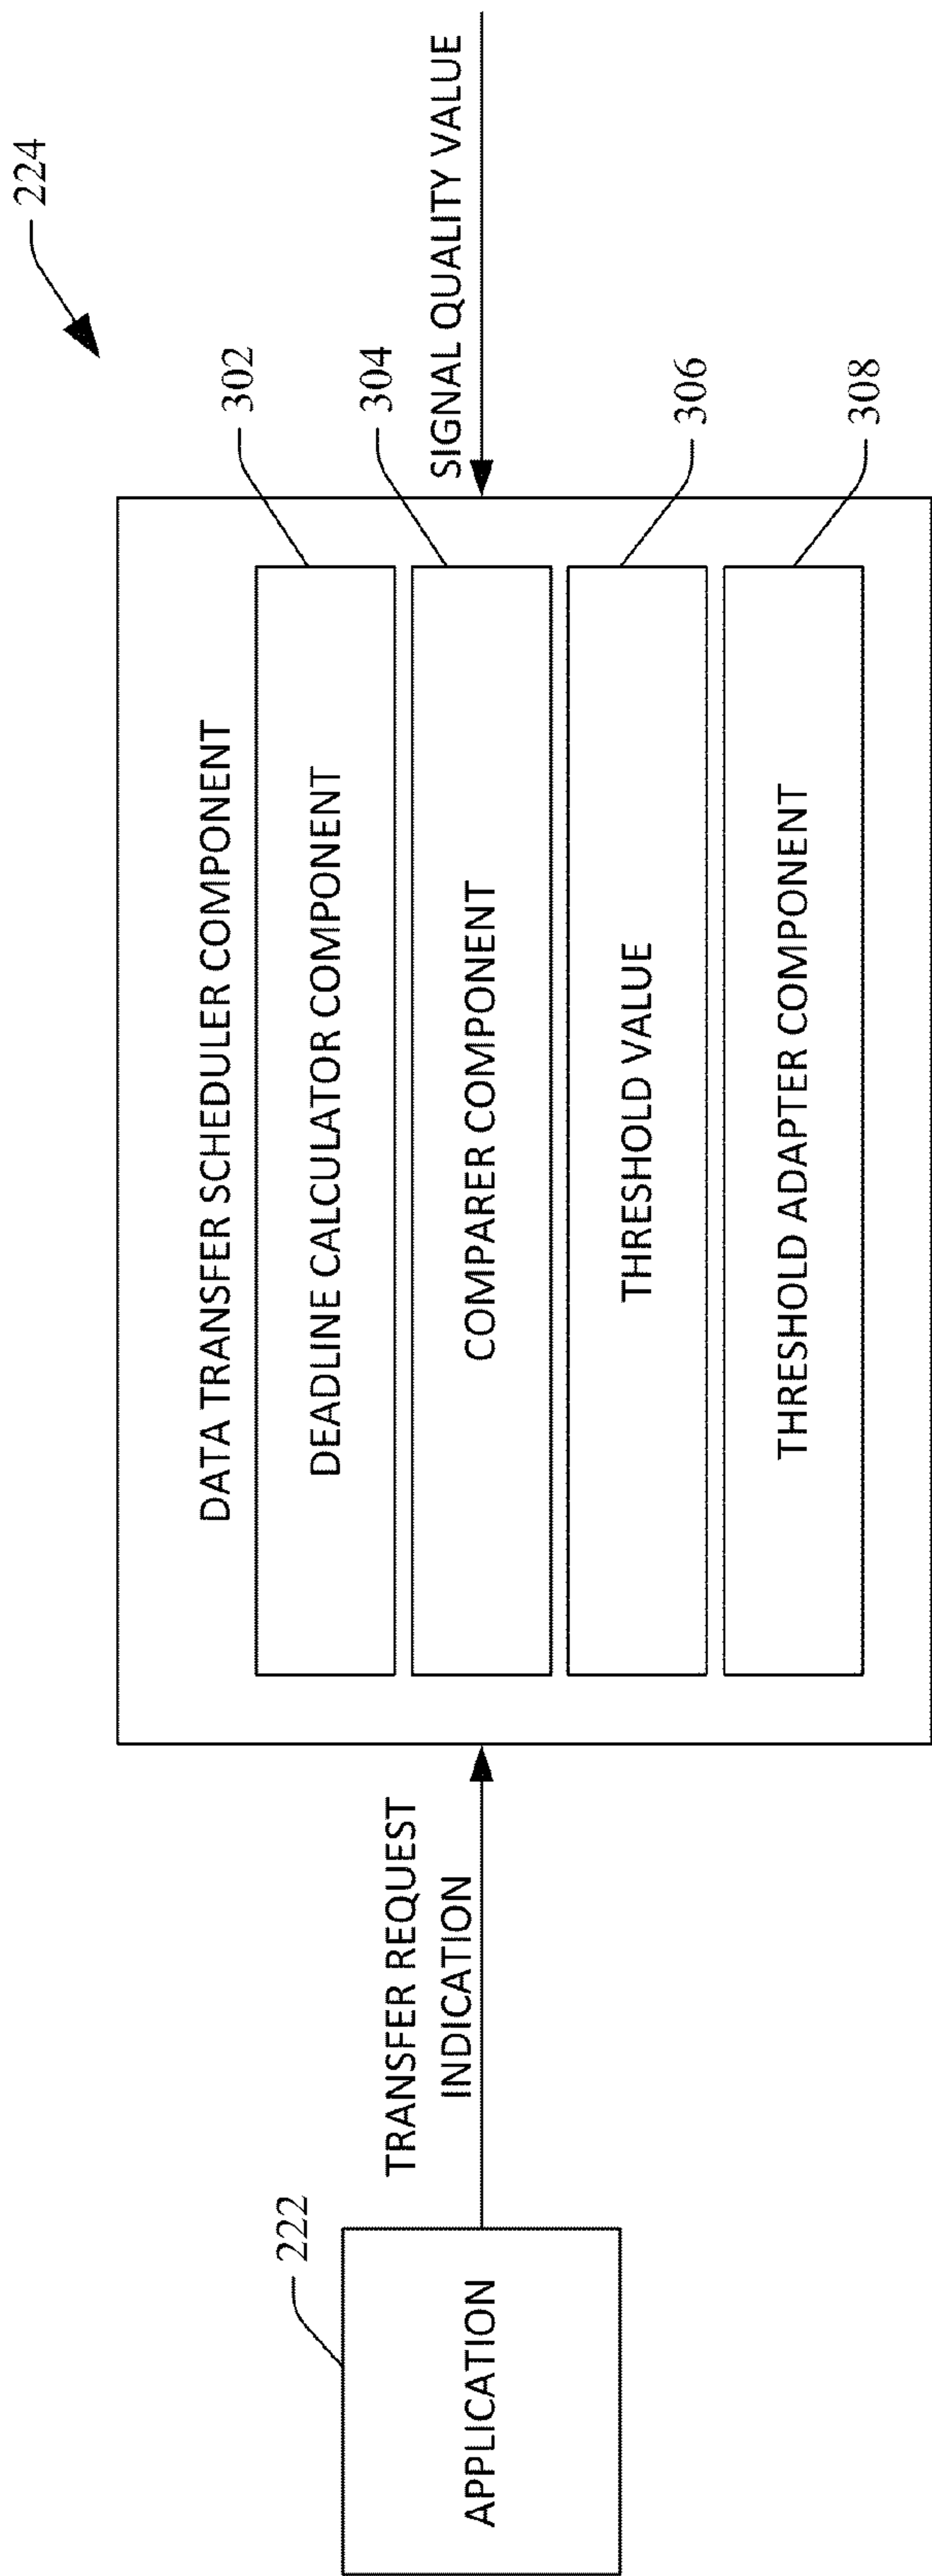 224
DATA TRANSFER SCHEDULER COMPONENT
302
DEADLINE CALCULATOR COMPONENT
304
COMPARER COMPONENT
306
THRESHOLD VALUE
308
THRESHOLD ADAPTER COMPONENT
222
APPLICATION
TRANSFER REQUEST
INDICATION
SIGNAL QUALITY VALUE